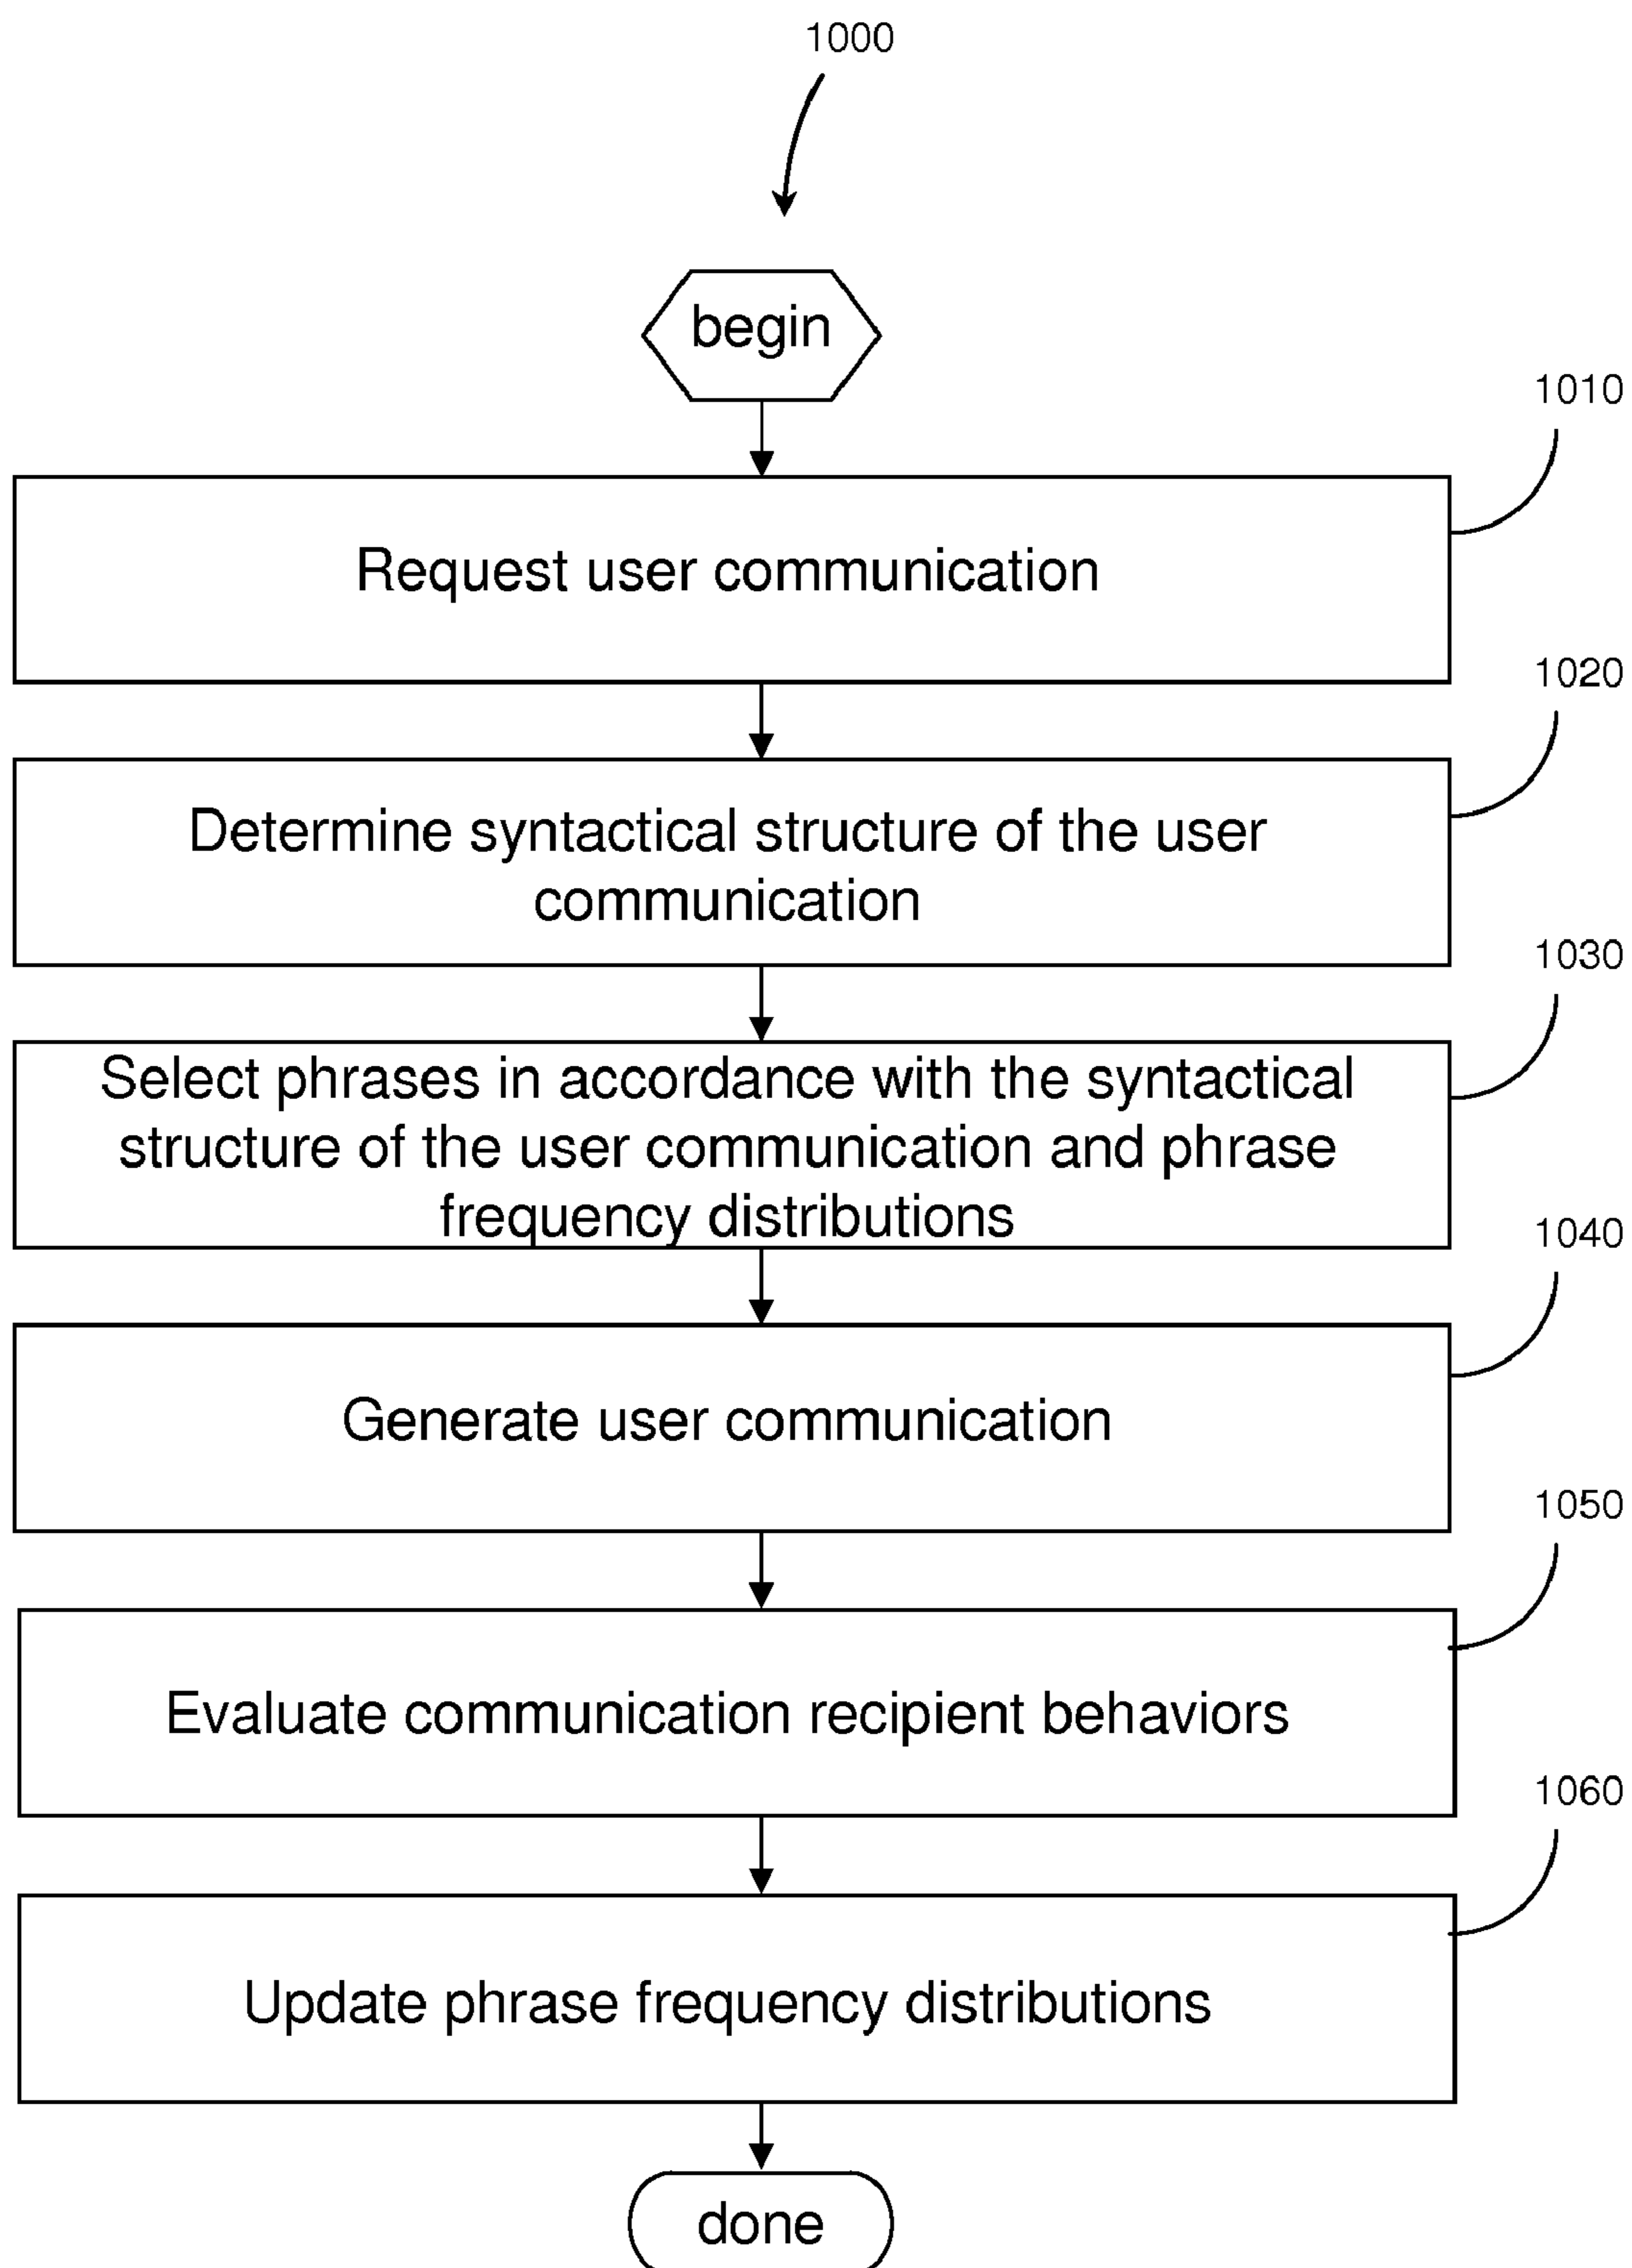 1000
begin
1010
Request user communication
1020
Determine syntactical structure of the user
communication
1030
Select phrases in accordance with the syntactical
structure of the user communication and phrase
frequency distributions
1040
Generate user communication
1050
Evaluate communication recipient behaviors
1060
Update phrase frequency distributions
done